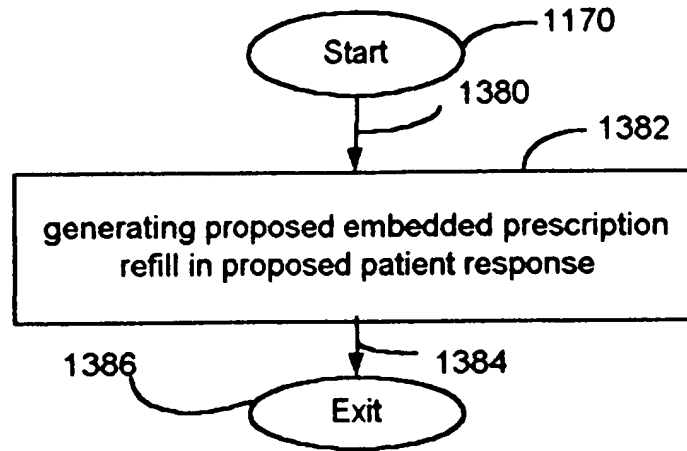 Start
1170
1380
1382
generating proposed embedded prescription
refill in proposed patient response
1384
1386
Exit